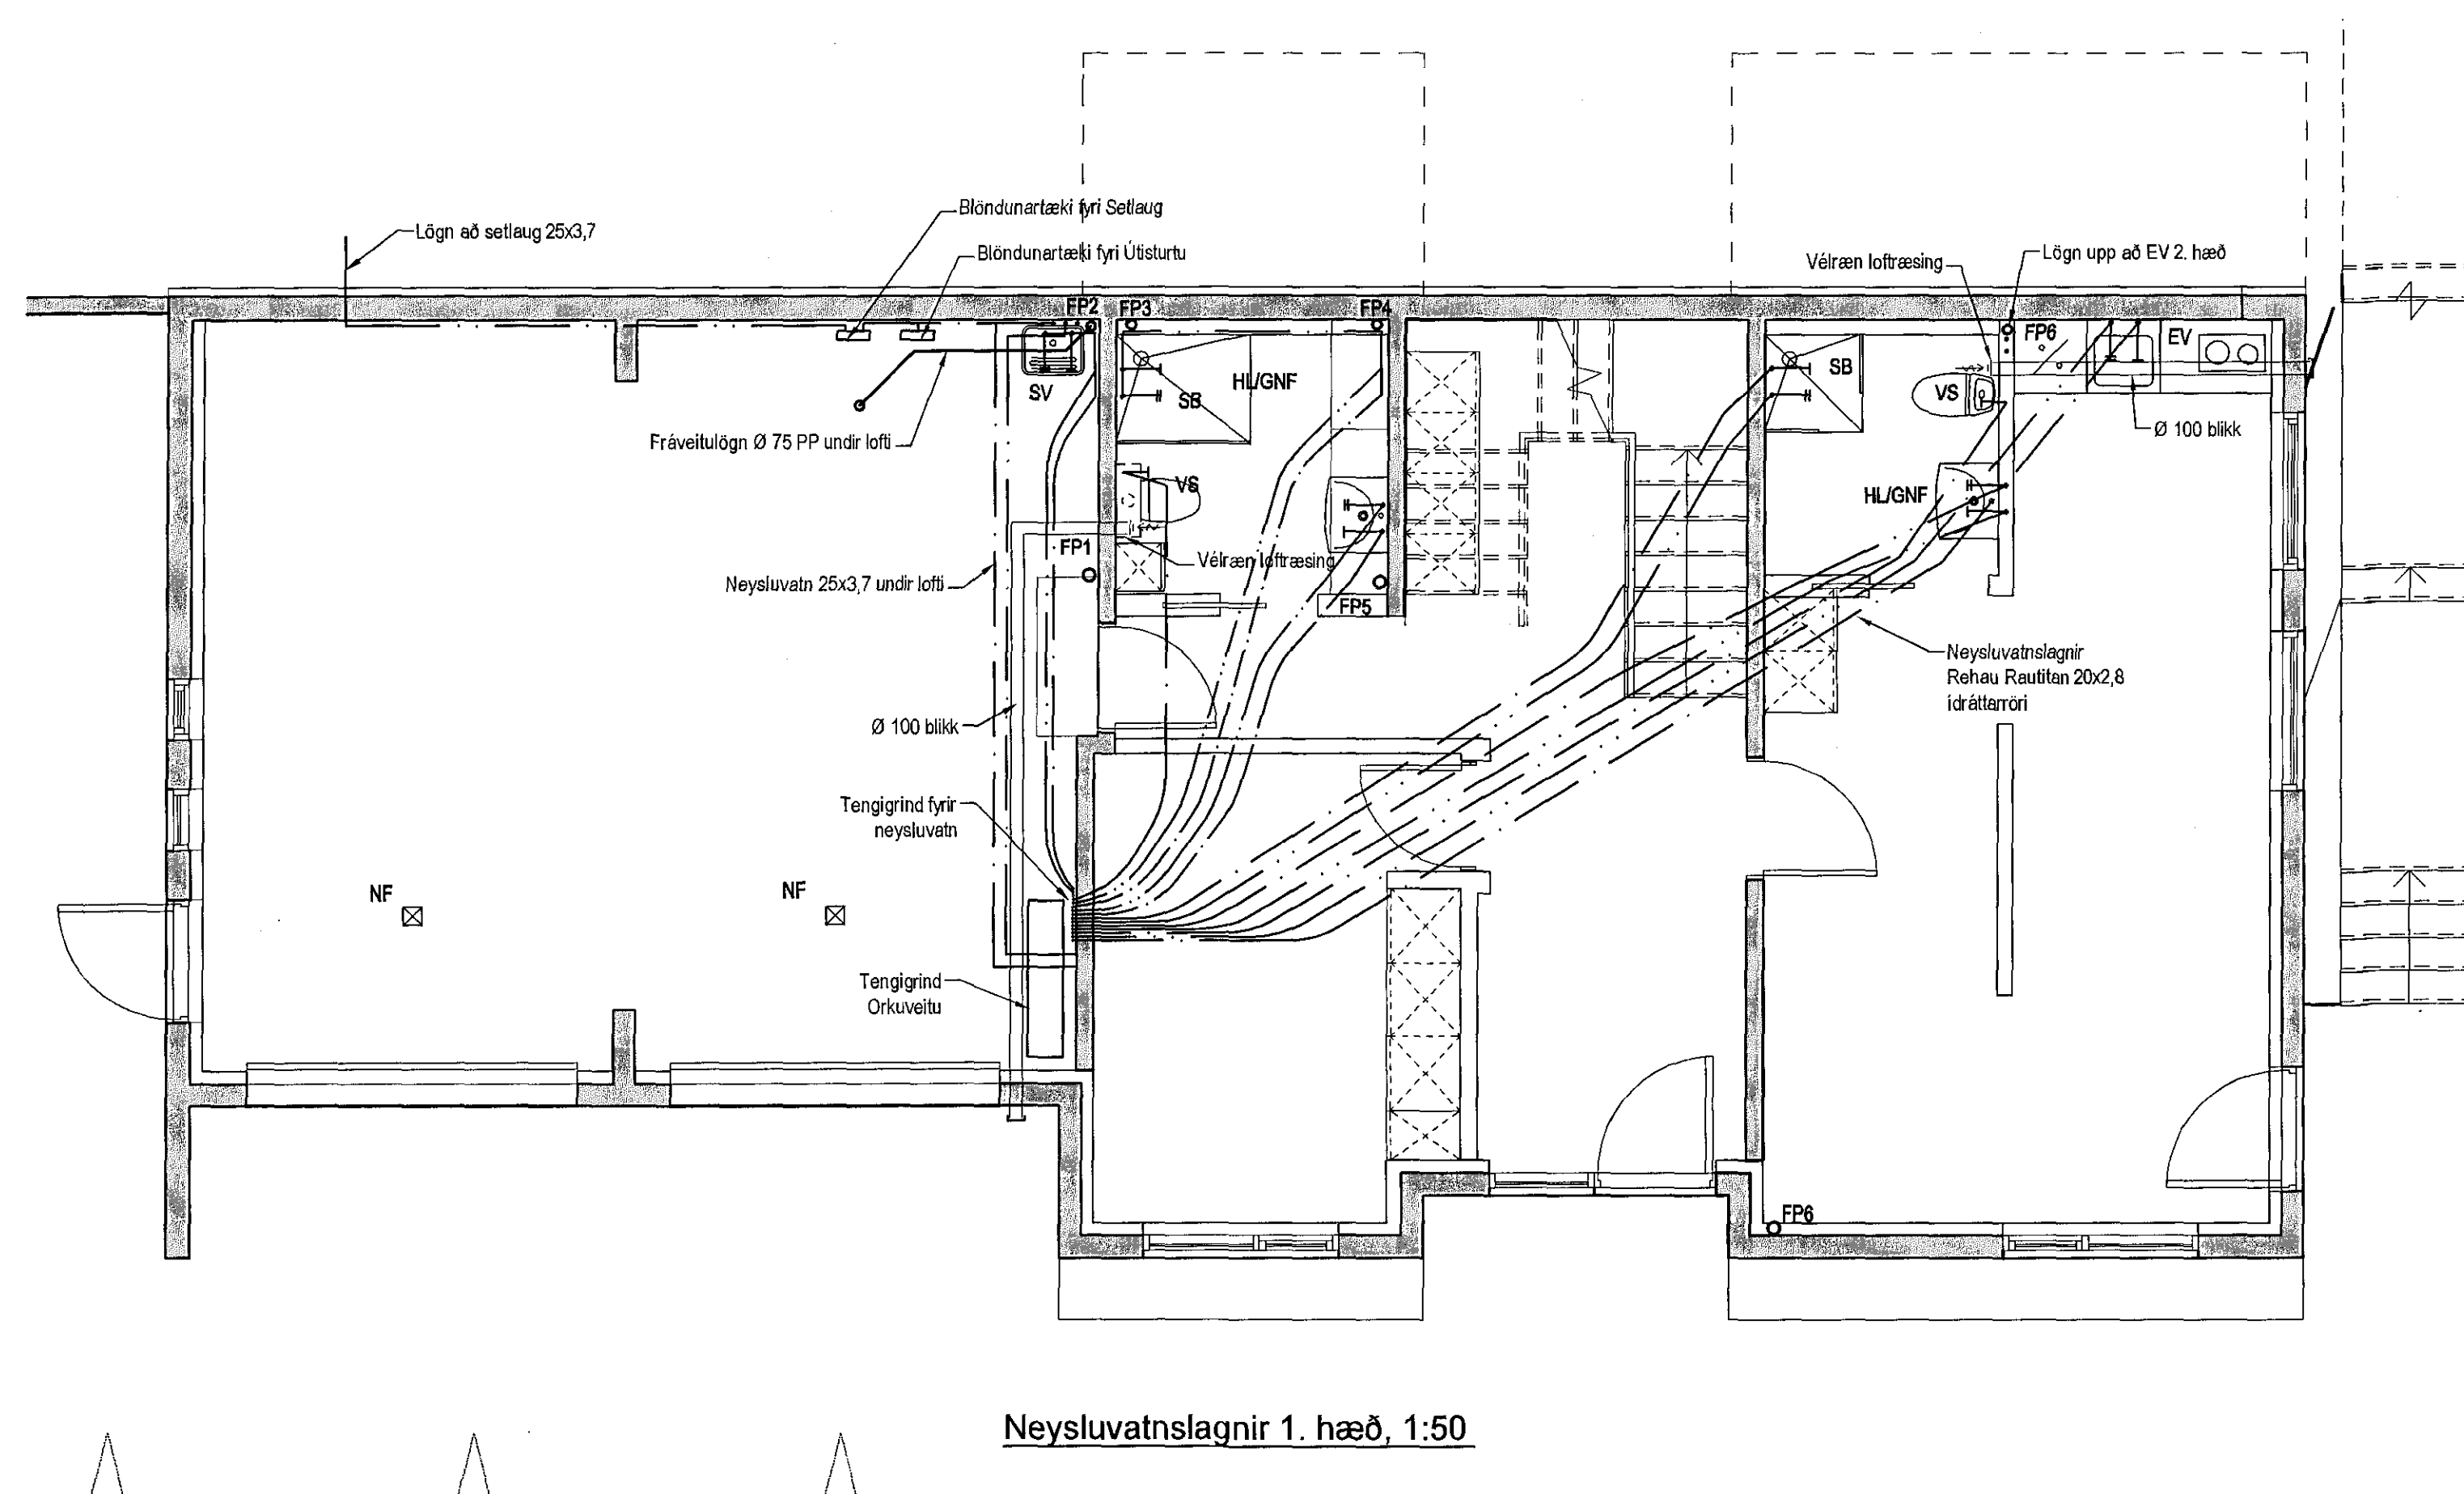 Blöndunartæki fyri Setlaug
Lögn að setlaug 25x3,7
Blöndunartæki fyri Útisturtu
Vélræn loftræsing
Lögn upp að EV 2. hæð
FP2
FP3
FP4
FP6
EV
SV
SB
HL/GNF
SB
VS
Fráveitulögn Ø 75 PP undir lofti
Ø 100 blikk
VS
HL/GNF
FP1
Vélræn loftræsing
Neysluvatn 25x3,7 undir lofti
FP5
Neysluvatnslagnir
Rehau Rautitan 20x2,8
ídráttarröri
Ø 100 blikk
Tengigrind fyrir
neysluvatn
NF
NF
Tengigrind
Orkuveitu
FP6
Neysluvatnslagnir 1. hæð, 1:50